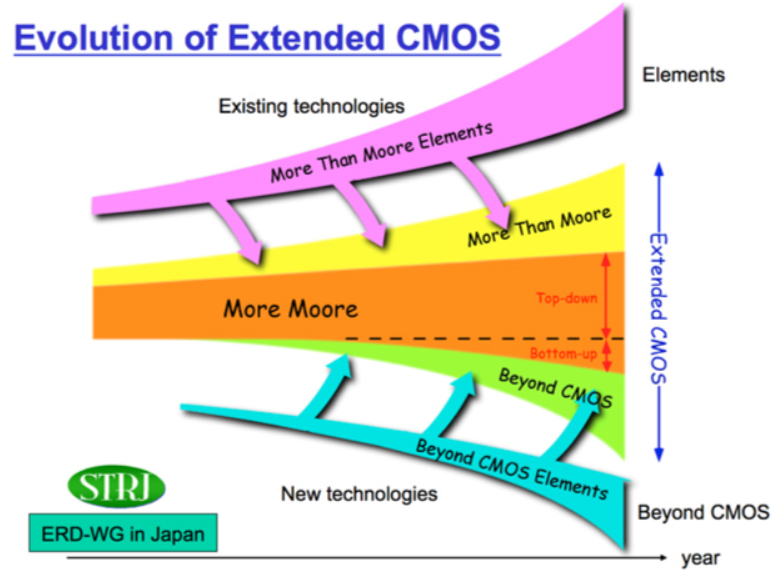 Evolution of Extended CMOS
Elements
Existing technologies
More Than Moore Elements
More Than Moore
More Moore
Top-down
Bottom-up
Extended CMOS
Beyond CMOS
Beyond CMOS Elements
New technologies
Beyond CMOS
STRJ
ERD-WG in Japan
year